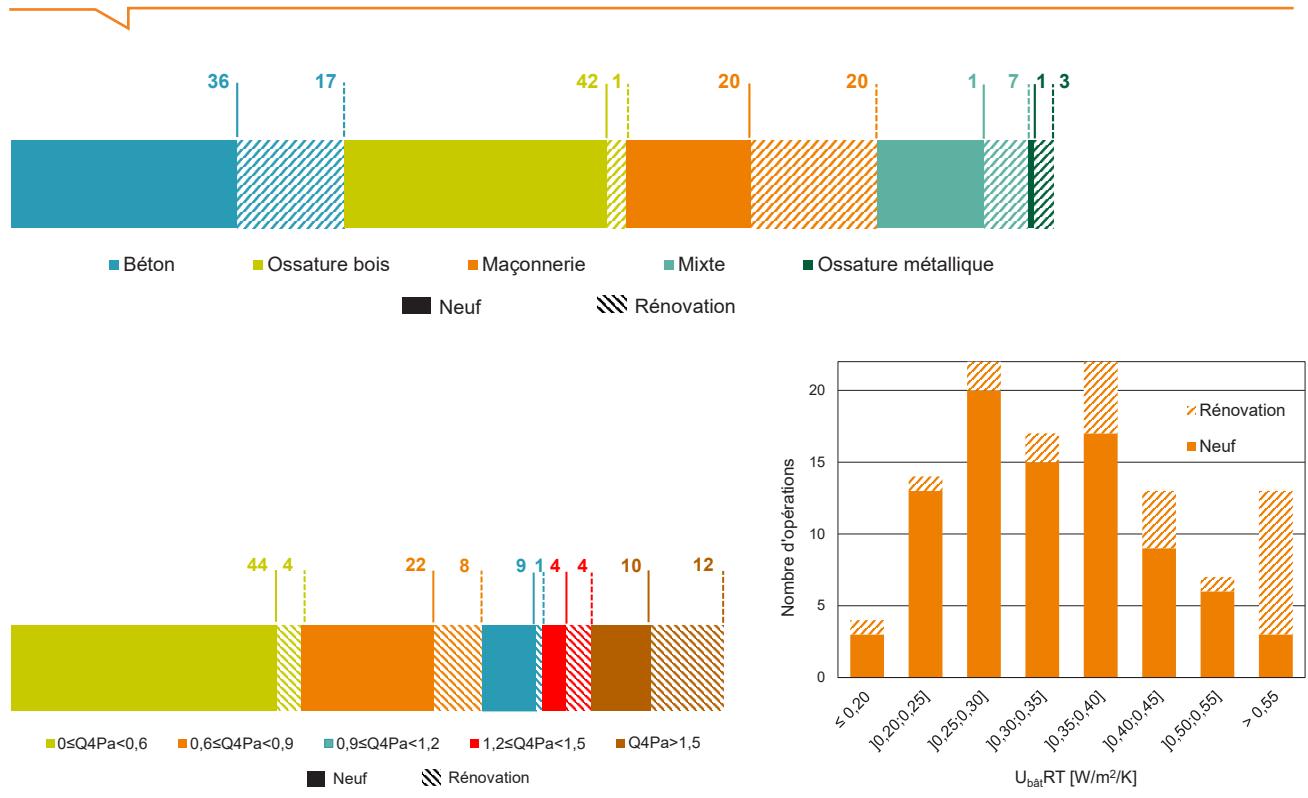 36 17 42 1 20 20 1 7 1 3
Béton Ossature bois Maçonnerie Mixte Ossature métallique
Neuf Rénovation
44 4 22 8 9 1 4 4 10 12
0≤Q4Pa<0,6 0,6≤Q4Pa<0,9 0,9≤Q4Pa<1,2 1,2≤Q4Pa<1,5 Q4Pa>1,5
Neuf Rénovation
Nombre d'opérations
20
15
10
5
0
Rénovation
Neuf
≤ 0,20 ]0,20;0,25] ]0,25;0,30] ]0,30;0,35] ]0,35;0,40] ]0,40;0,45] ]0,50;0,55] > 0,55
UbâtRT [W/m²/K]